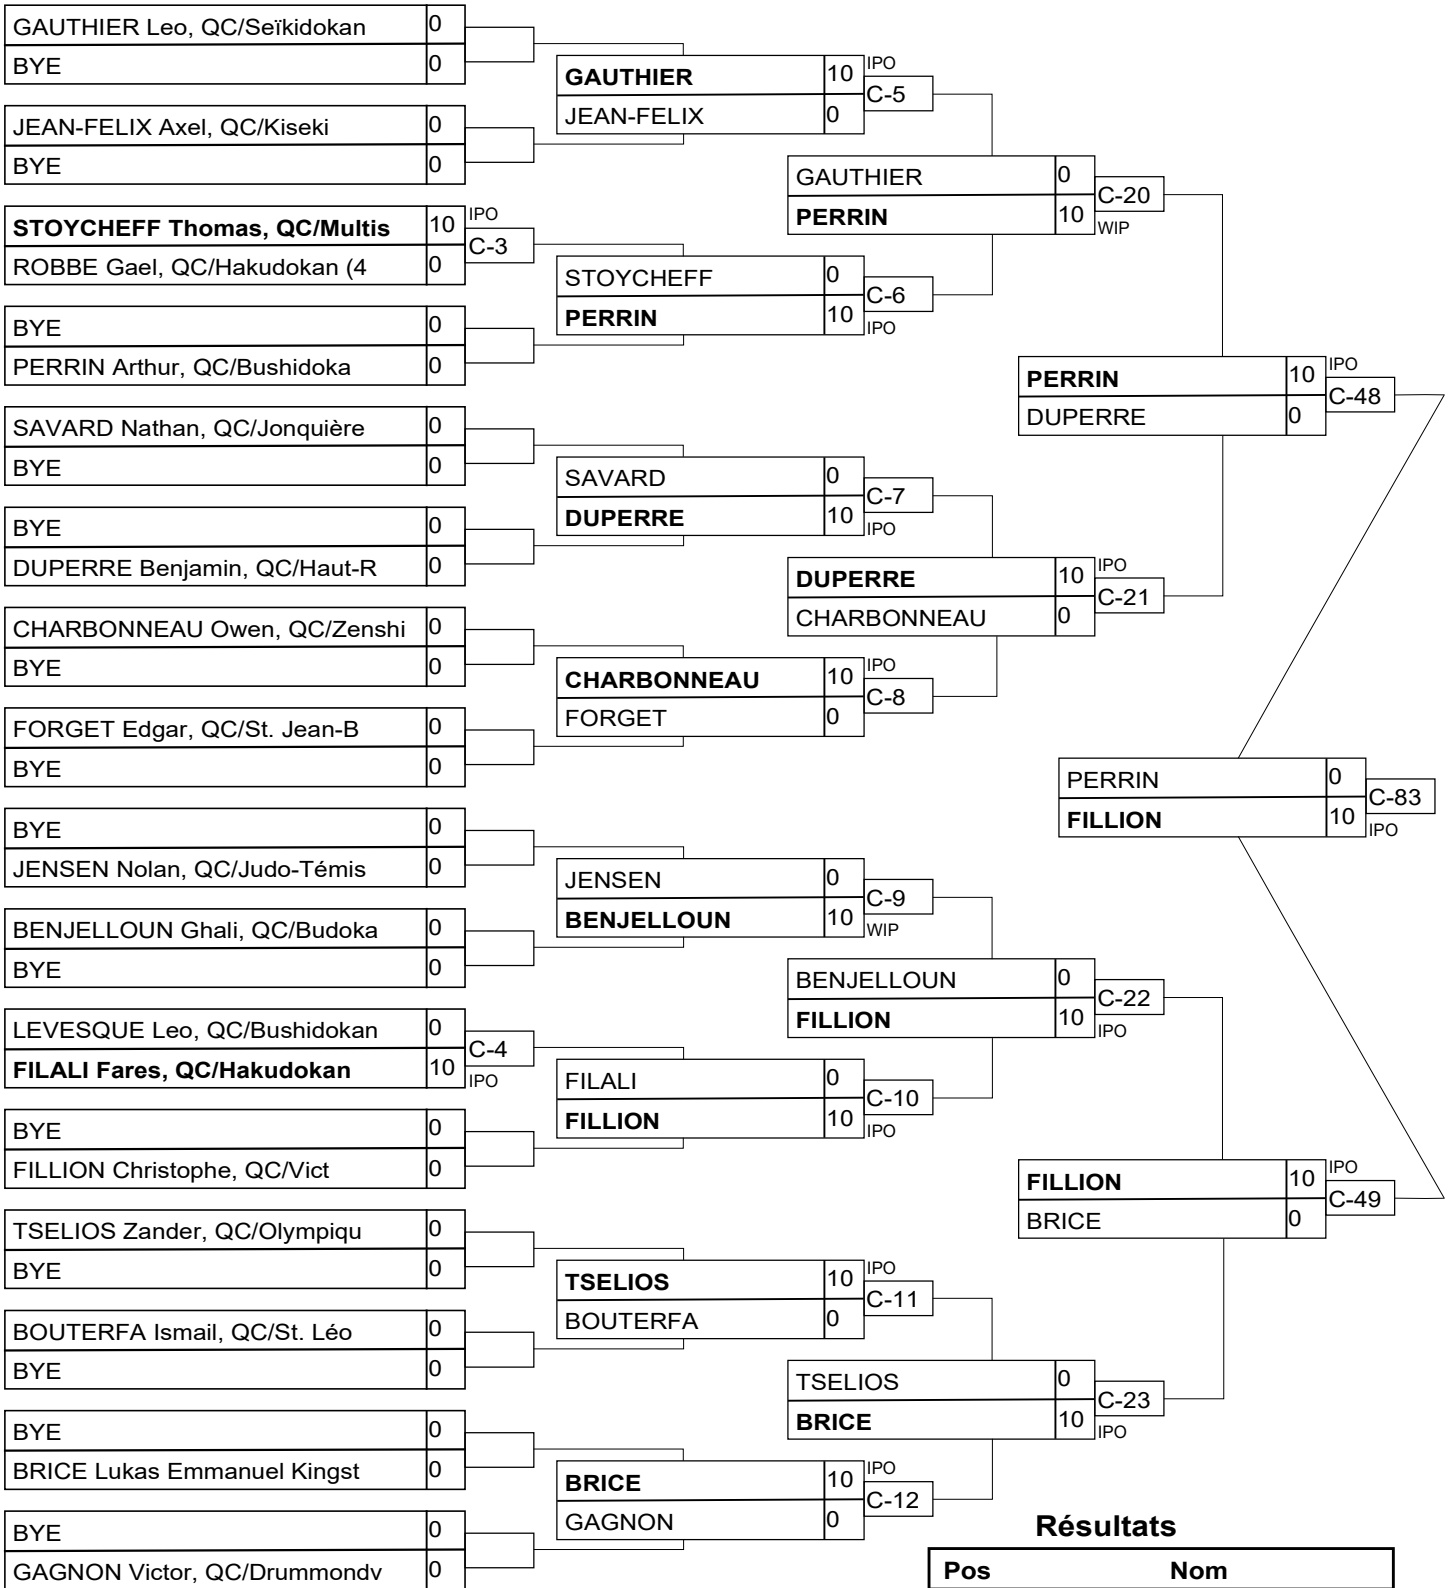 GAUTHIER Leo, QC/Seïkidokan 0
BYE 0
JEAN-FELIX Axel, QC/Kiseki 0
BYE 0
STOYCHEFF Thomas, QC/Multis 10 IPO
C-3
ROBBE Gael, QC/Hakudokan (4 0
BYE 0
PERRIN Arthur, QC/Bushidoka 0
SAVARD Nathan, QC/Jonquière 0
BYE 0
BYE 0
DUPERRE Benjamin, QC/Haut-R 0
CHARBONNEAU Owen, QC/Zenshi 0
BYE 0
FORGET Edgar, QC/St. Jean-B 0
BYE 0
BYE 0
JENSEN Nolan, QC/Judo-Témis 0
BENJELLOUN Ghali, QC/Budoka 0
BYE 0
LEVESQUE Leo, QC/Bushidokan 0
C-4
FILALI Fares, QC/Hakudokan 10 IPO
BYE 0
FILLION Christophe, QC/Vict 0
TSELIOS Zander, QC/Olympiqu 0
BYE 0
BOUTERFA Ismail, QC/St. Léo 0
BYE 0
BYE 0
BRICE Lukas Emmanuel Kingst 0
BYE 0
GAGNON Victor, QC/Drummondv 0
GAUTHIER 10 IPO
C-5
JEAN-FELIX 0
STOYCHEFF 0
C-6
PERRIN 10 IPO
SAVARD 0
C-7
DUPERRE 10 IPO
CHARBONNEAU 10 IPO
C-8
FORGET 0
JENSEN 0
C-9
BENJELLOUN 10 WIP
FILALI 0
C-10
FILLION 10 IPO
TSELIOS 10 IPO
C-11
BOUTERFA 0
BRICE 10 IPO
C-12
GAGNON 0
GAUTHIER 0
C-20
PERRIN 10 WIP
DUPERRE 10 IPO
C-21
CHARBONNEAU 0
BENJELLOUN 0
C-22
FILLION 10 IPO
TSELIOS 0
C-23
BRICE 10 IPO
PERRIN 10 IPO
C-48
DUPERRE 0
FILLION 10 IPO
C-49
BRICE 0
PERRIN 0
C-83
FILLION 10 IPO
Résultats
Pos Nom